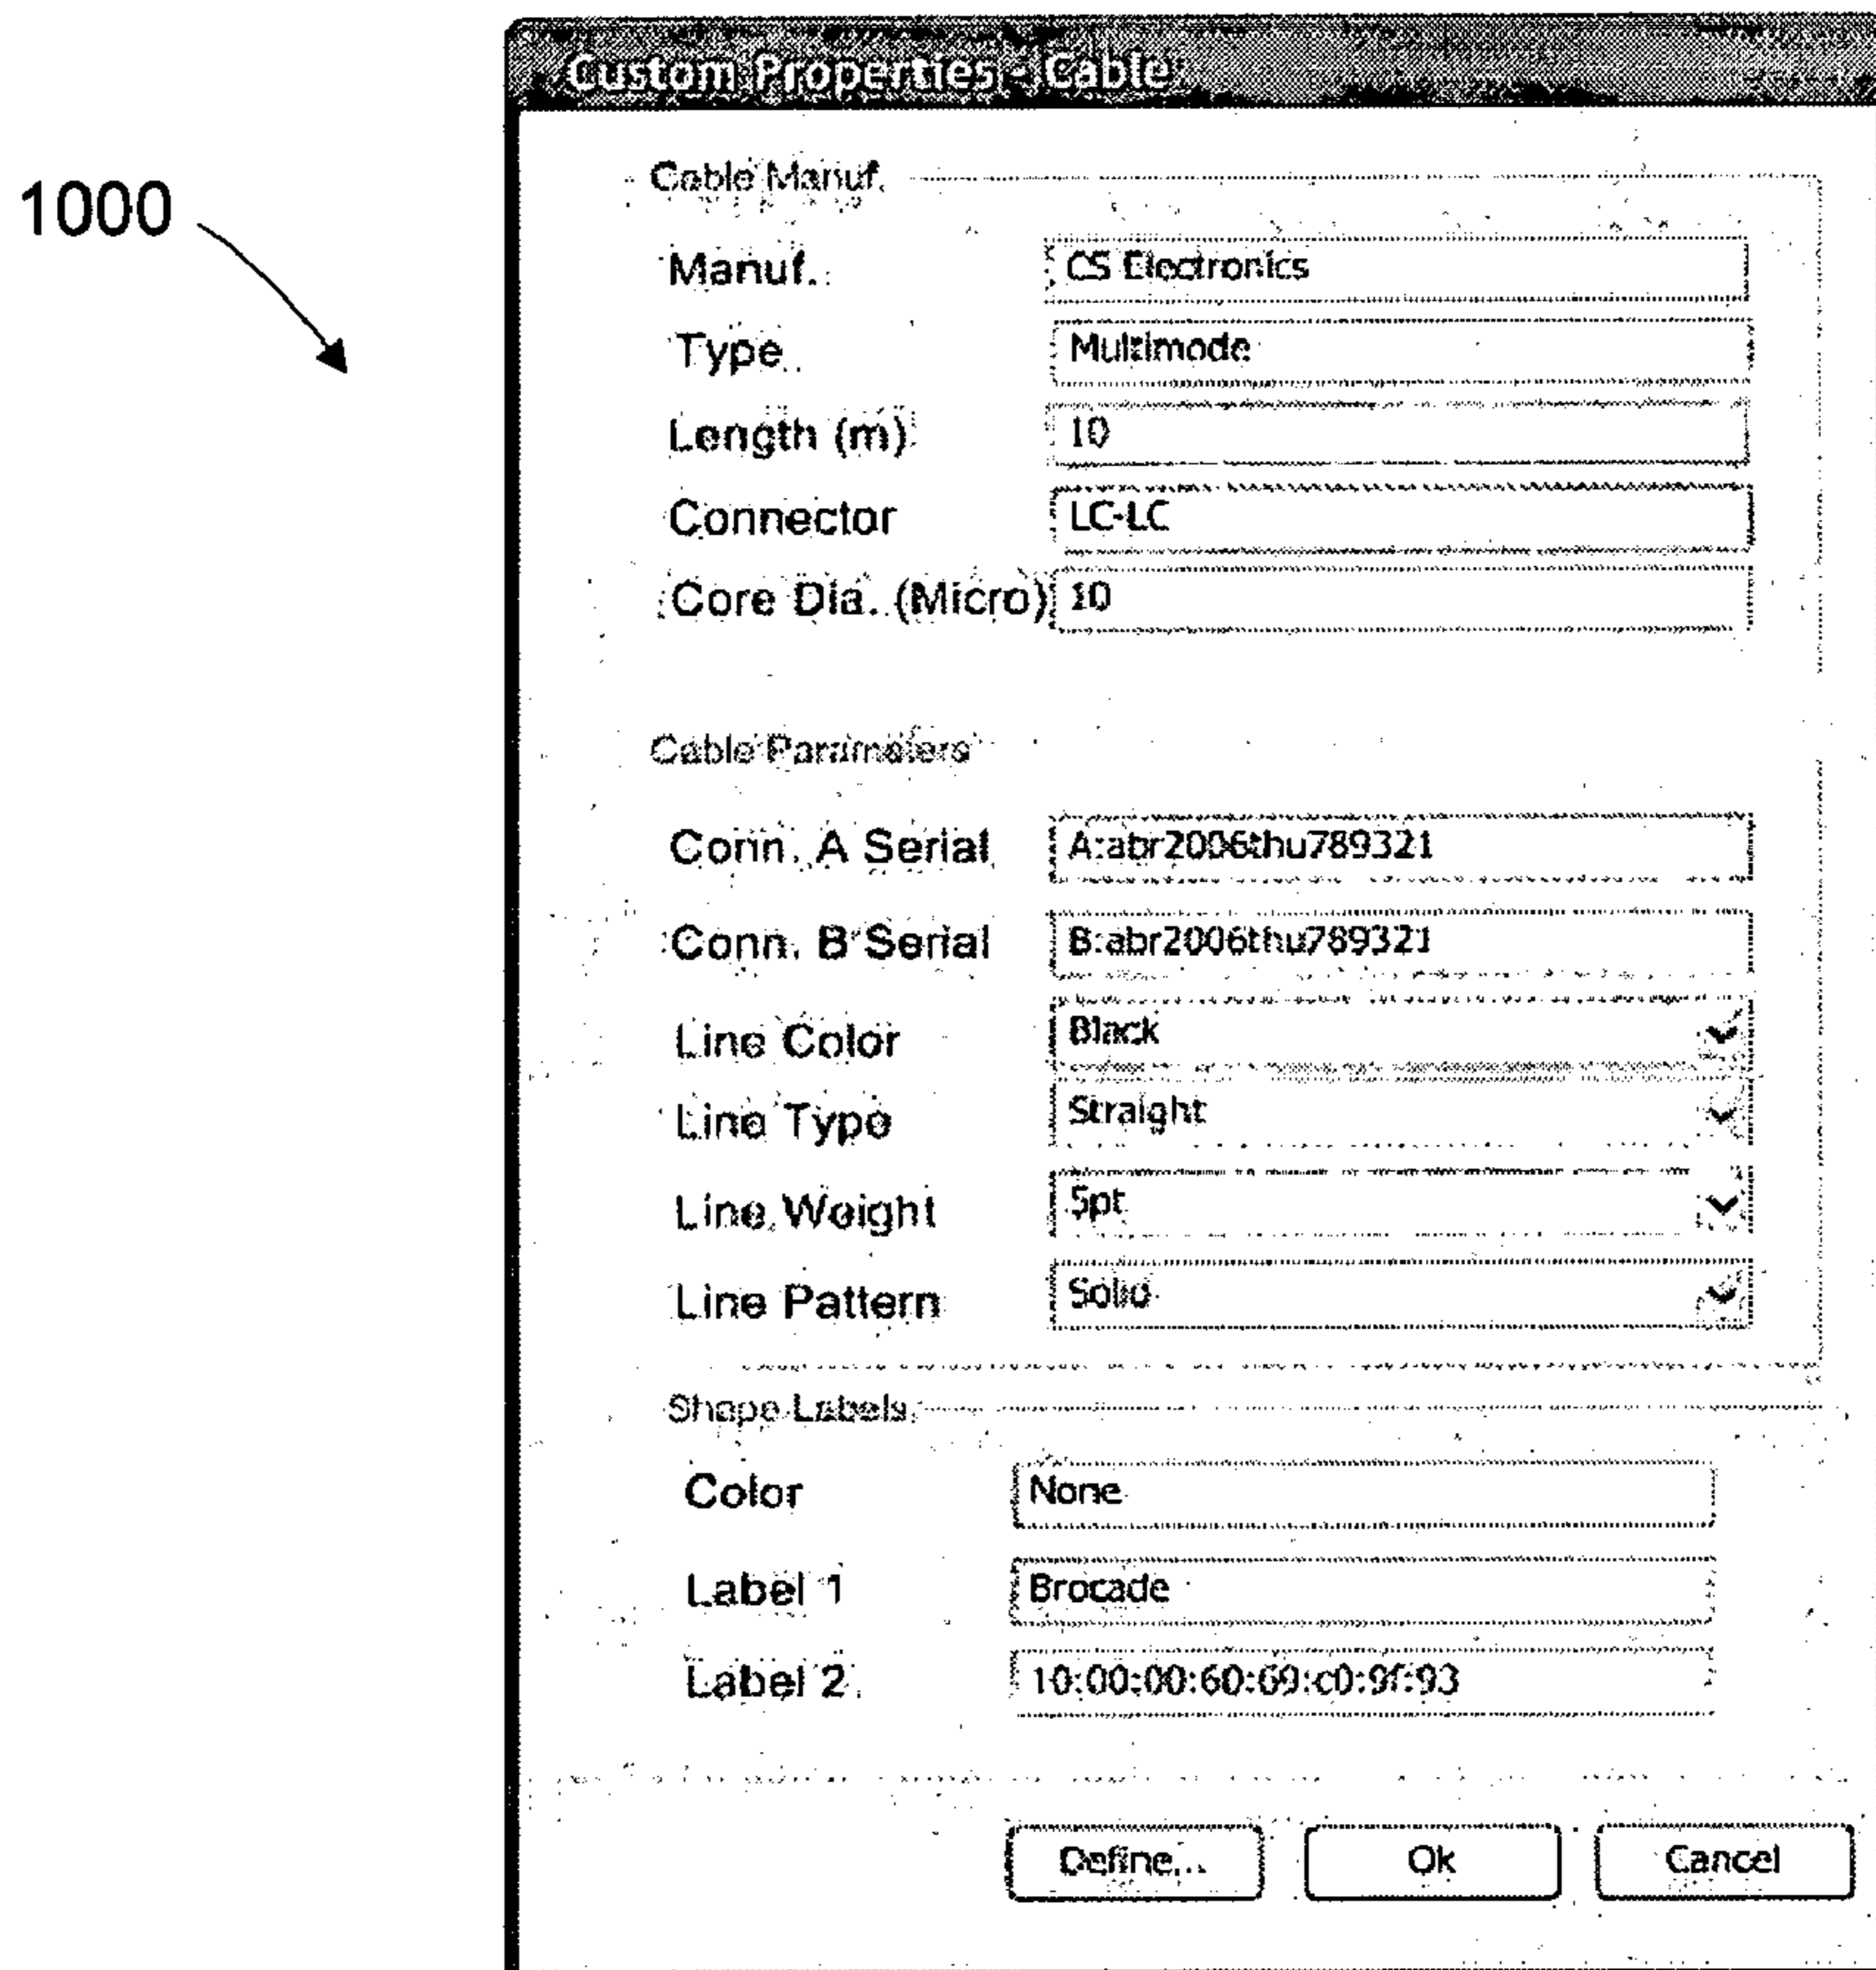 Custom Properties - Cable
1000
Cable Manuf.
Manuf. CS Electronics
Type Multimode
Length (m) 10
Connector LC-LC
Core Dia. (Micro) 10
Cable Parameters
Conn. A Serial A:abr2006thu789321
Conn. B Serial B:abr2006thu789321
Line Color Black
Line Type Straight
Line Weight 5pt
Line Pattern Solid
Shape Labels
Color None
Label 1 Brocade
Label 2 10:00:00:60:69:c0:9f:93
Define... Ok Cancel